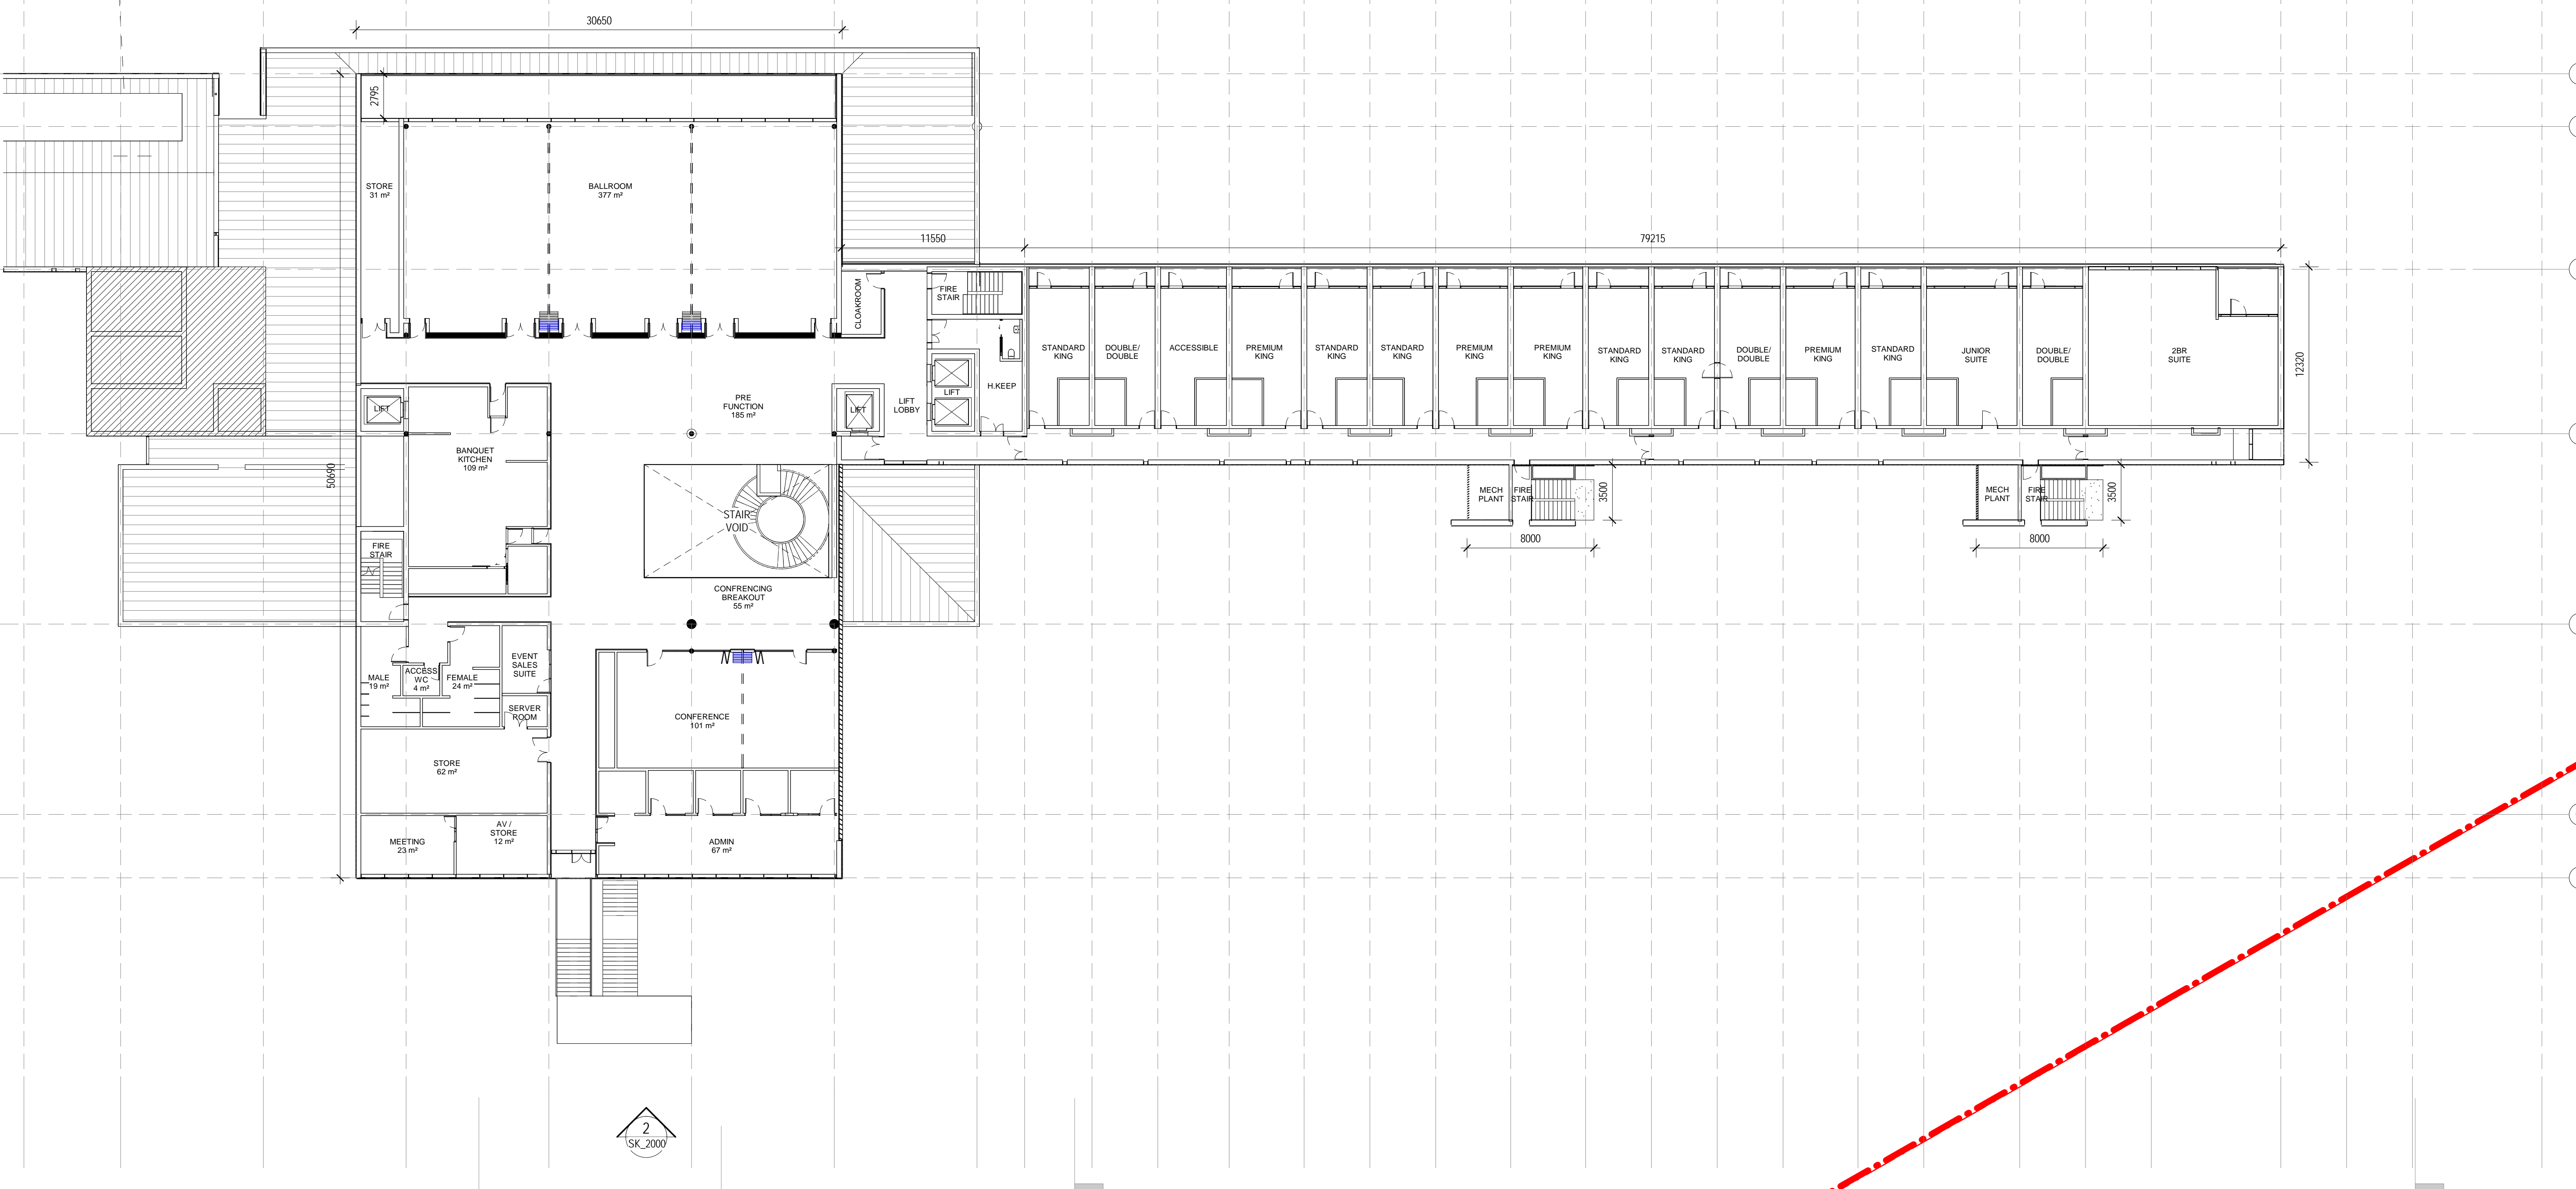 30650
2795
STORE
31 m²
BALLROOM
377 m²
11550
79215
CLOAKROOM
FIRE
STAIR
STANDARD
KING
DOUBLE/
DOUBLE
ACCESSIBLE
PREMIUM
KING
STANDARD
KING
STANDARD
KING
PREMIUM
KING
PREMIUM
KING
STANDARD
KING
STANDARD
KING
DOUBLE/
DOUBLE
PREMIUM
KING
STANDARD
KING
JUNIOR
SUITE
DOUBLE/
DOUBLE
2BR
SUITE
12320
H.KEEP
LIFT
LIFT
LOBBY
LIFT
LIFT
PRE
FUNCTION
185 m²
BANQUET
KITCHEN
109 m²
50690
STAIR
VOID
MECH
PLANT
FIRE
STAIR
3500
8000
MECH
PLANT
FIRE
STAIR
3500
8000
FIRE
STAIR
CONFRENCING
BREAKOUT
55 m²
MALE
19 m²
ACCESS
WC
4 m²
FEMALE
24 m²
EVENT
SALES
SUITE
SERVER
ROOM
CONFERENCE
101 m²
STORE
62 m²
MEETING
23 m²
AV /
STORE
12 m²
ADMIN
67 m²
2
SK_2000